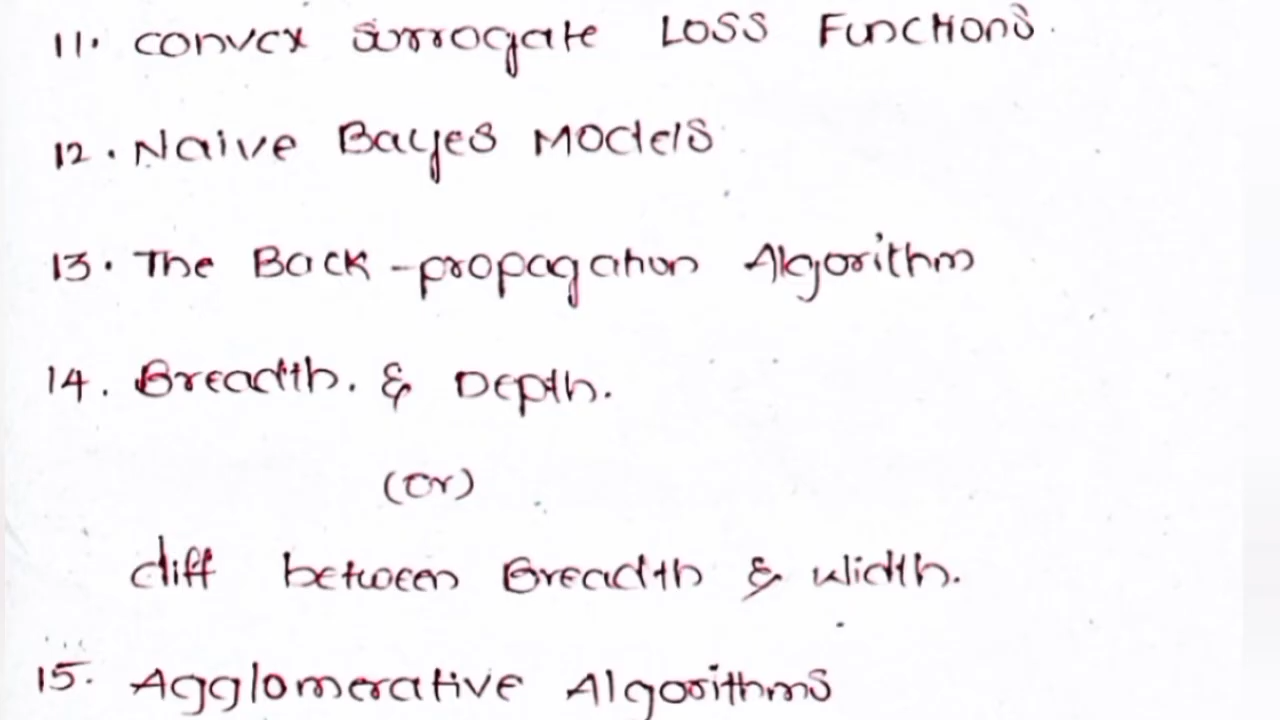 11. convex surrogate Loss Functions.
12. Naive Bayes Models
13. The Back-propagation Algorithm
14. Breadth. & Depth.
(or)
diff between Breadth & width.
15. Agglomerative Algorithms